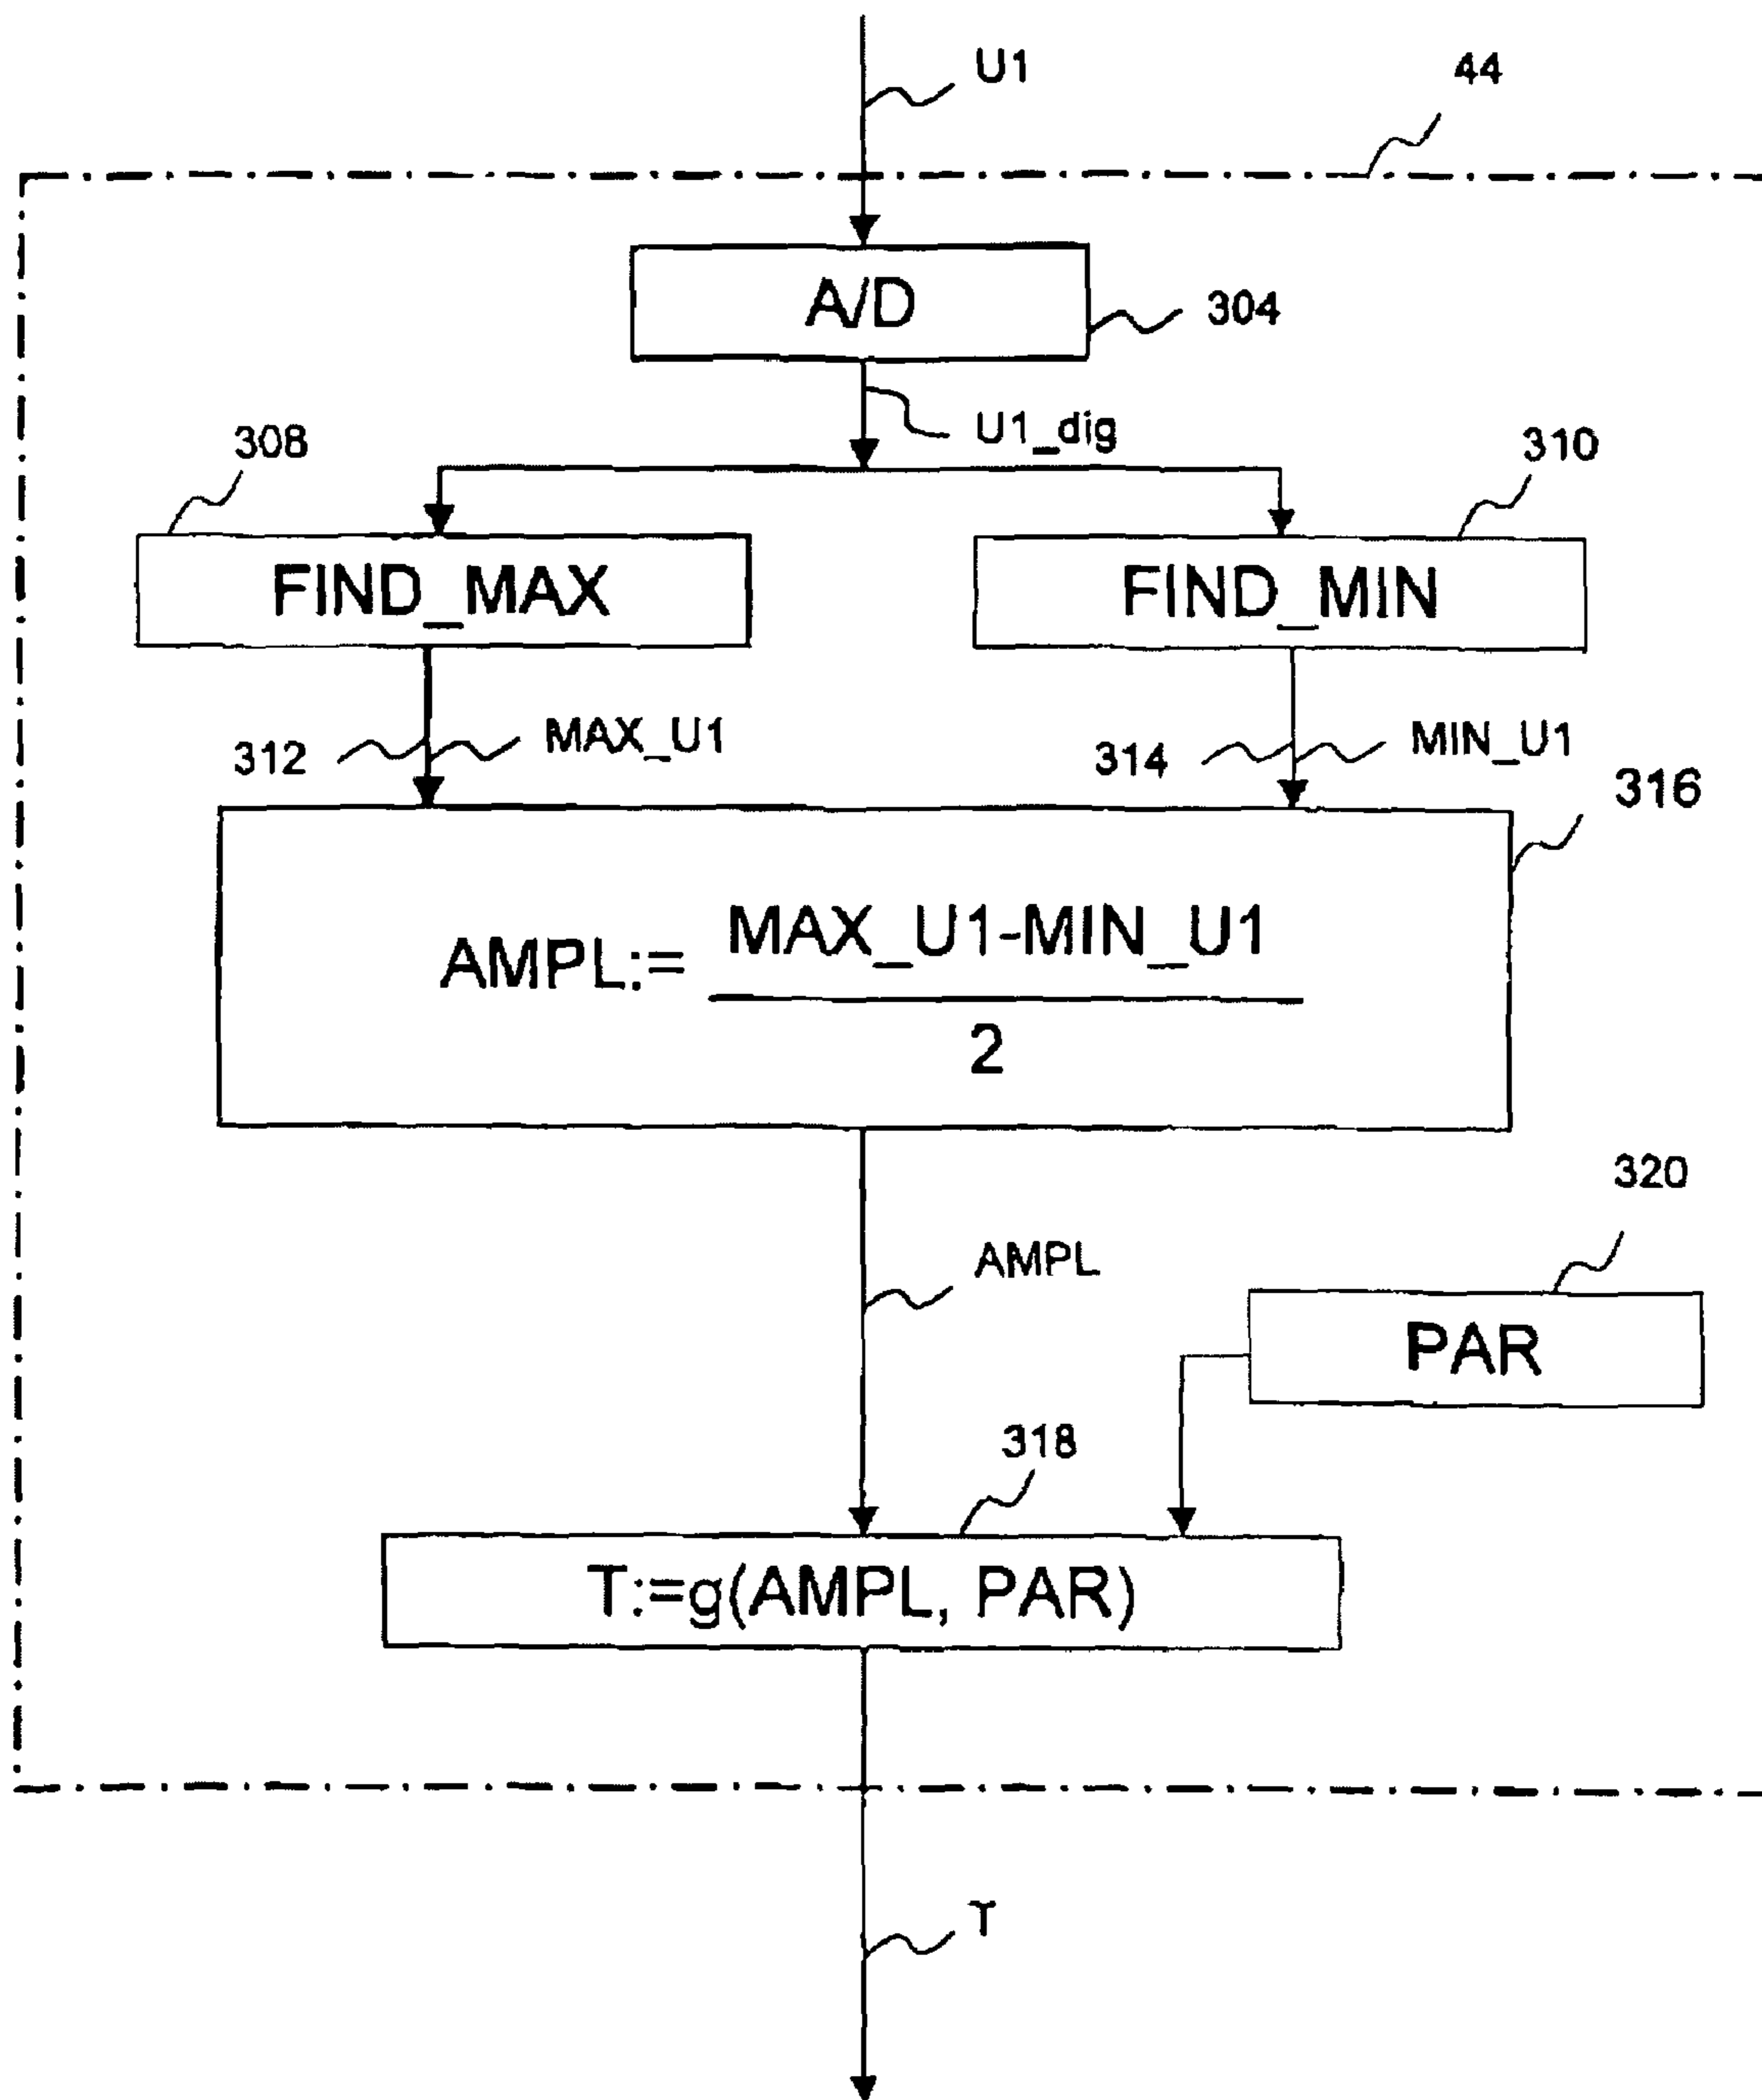 U1
44
A/D
304
U1_dig
308
310
FIND_MAX
FIND_MIN
312
MAX_U1
314
MIN_U1
316
AMPL:= MAX_U1-MIN_U1
2
320
AMPL
PAR
318
T:=g(AMPL, PAR)
T